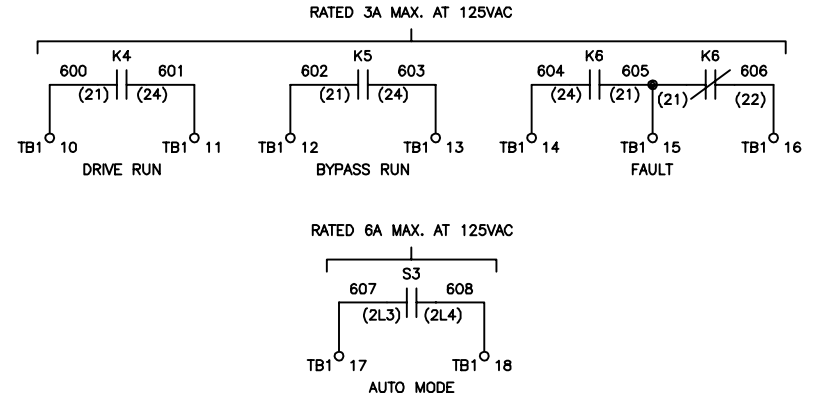 RATED 3A MAX. AT 125VAC
K4 K5 K6 K6
600 601 602 603 604 605 606
(21) (24) (21) (24) (24) (21) (21) (22)
TB1 10 TB1 11 TB1 12 TB1 13 TB1 14 TB1 15 TB1 16
DRIVE RUN BYPASS RUN FAULT
RATED 6A MAX. AT 125VAC
S3
607 608
(2L3) (2L4)
TB1 17 TB1 18
AUTO MODE